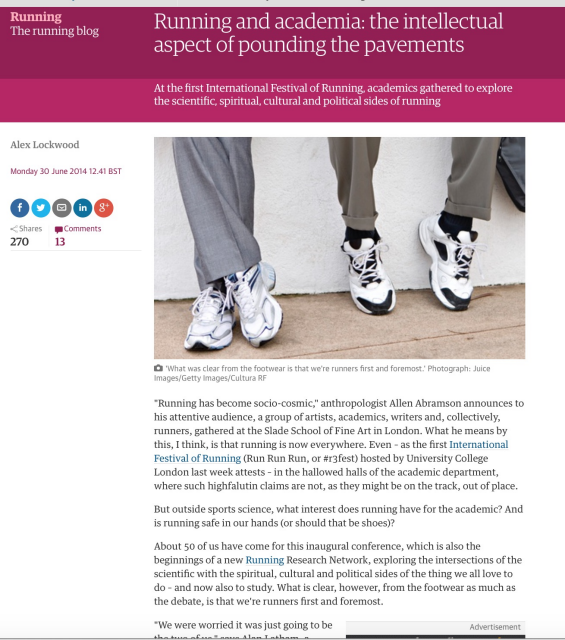 Running
The running blog
Running and academia: the intellectual
aspect of pounding the pavements
At the first International Festival of Running, academics gathered to explore
the scientific, spiritual, cultural and political sides of running
Alex Lockwood
Monday 30 June 2014 12.41 BST
Shares
270
Comments
13
'What was clear from the footwear is that we're runners first and foremost.' Photograph: Juice
Images/Getty Images/Cultura RF
"Running has become socio-cosmic," anthropologist Allen Abramson announces to
his attentive audience, a group of artists, academics, writers and, collectively,
runners, gathered at the Slade School of Fine Art in London. What he means by
this, I think, is that running is now everywhere. Even – as the first International
Festival of Running (Run Run Run, or #r3fest) hosted by University College
London last week attests – in the hallowed halls of the academic department,
where such highfalutin claims are not, as they might be on the track, out of place.
But outside sports science, what interest does running have for the academic? And
is running safe in our hands (or should that be shoes)?
About 50 of us have come for this inaugural conference, which is also the
beginnings of a new Running Research Network, exploring the intersections of the
scientific with the spiritual, cultural and political sides of the thing we all love to
do – and now also to study. What is clear, however, from the footwear as much as
the debate, is that we're runners first and foremost.
"We were worried it was just going to be
the two of us," says Alan Latham, a
Advertisement